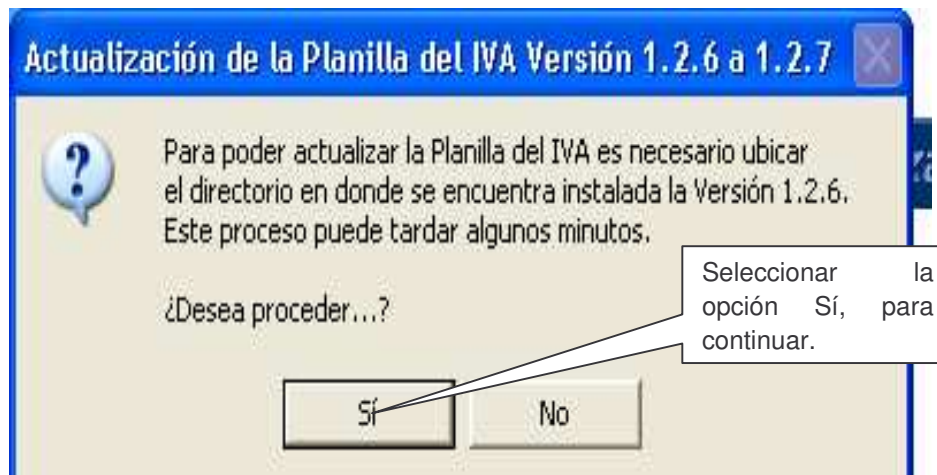 Actualización de la Planilla del IVA Versión 1.2.6 a 1.2.7
Para poder actualizar la Planilla del IVA es necesario ubicar
el directorio en donde se encuentra instalada la Versión 1.2.6.
Este proceso puede tardar algunos minutos.
¿Desea proceder...?
Seleccionar la
opción Sí, para
continuar.
Sí
No